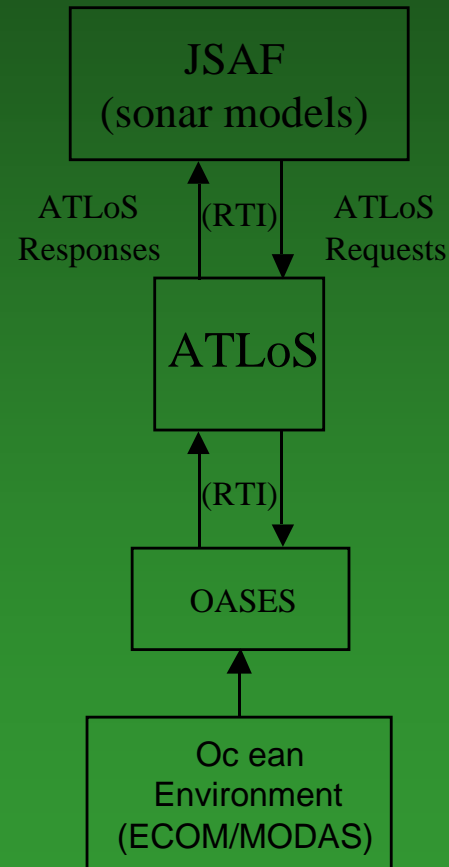 JSAF
(sonar models)
ATLoS
Responses
(RTI)
ATLoS
Requests
ATLoS
(RTI)
OASES
Oc ean
Environment
(ECOM/MODAS)